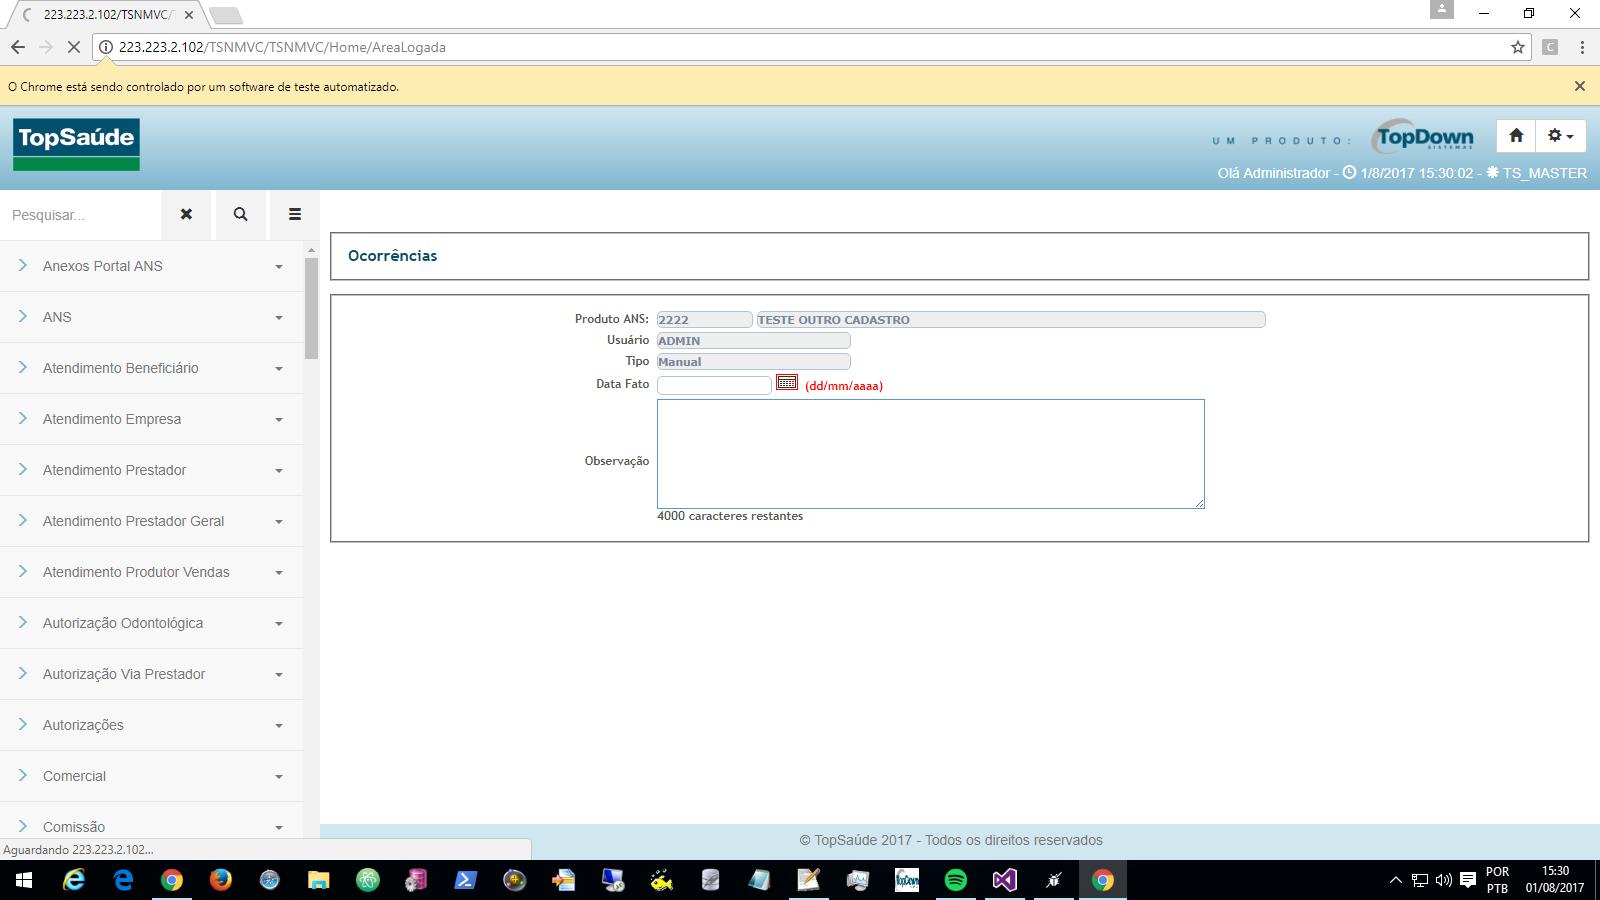 223.223.2.102/TSNMVC/
223.223.2.102/TSNMVC/TSNMVC/Home/AreaLogada
O Chrome está sendo controlado por um software de teste automatizado.
TopSaúde
UM PRODUTO:
TopDown
SISTEMAS
Olá Administrador - 1/8/2017 15:30:02 - TS_MASTER
Pesquisar...
Anexos Portal ANS
ANS
Atendimento Beneficiário
Atendimento Empresa
Atendimento Prestador
Atendimento Prestador Geral
Atendimento Produtor Vendas
Autorização Odontológica
Autorização Via Prestador
Autorizações
Comercial
Comissão
Ocorrências
Produto ANS: 2222 TESTE OUTRO CADASTRO
Usuário ADMIN
Tipo Manual
Data Fato (dd/mm/aaaa)
Observação
4000 caracteres restantes
© TopSaúde 2017 - Todos os direitos reservados
Aguardando 223.223.2.102...
TopDown
POR
PTB
15:30
01/08/2017